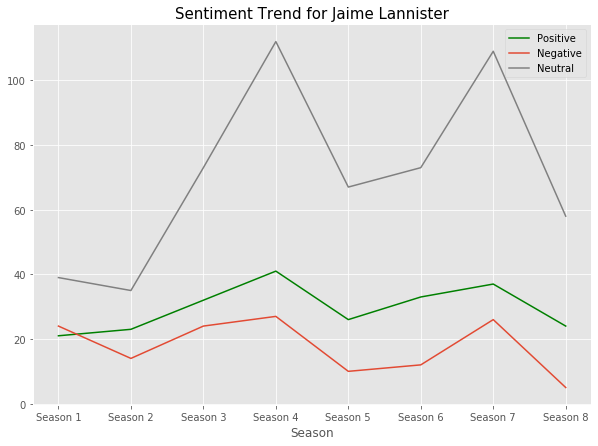 Sentiment Trend for Jaime Lannister
Positive
Negative
Neutral
100
80
60
40
20
0
Season 1 Season 2 Season 3 Season 4 Season 5 Season 6 Season 7 Season 8
Season